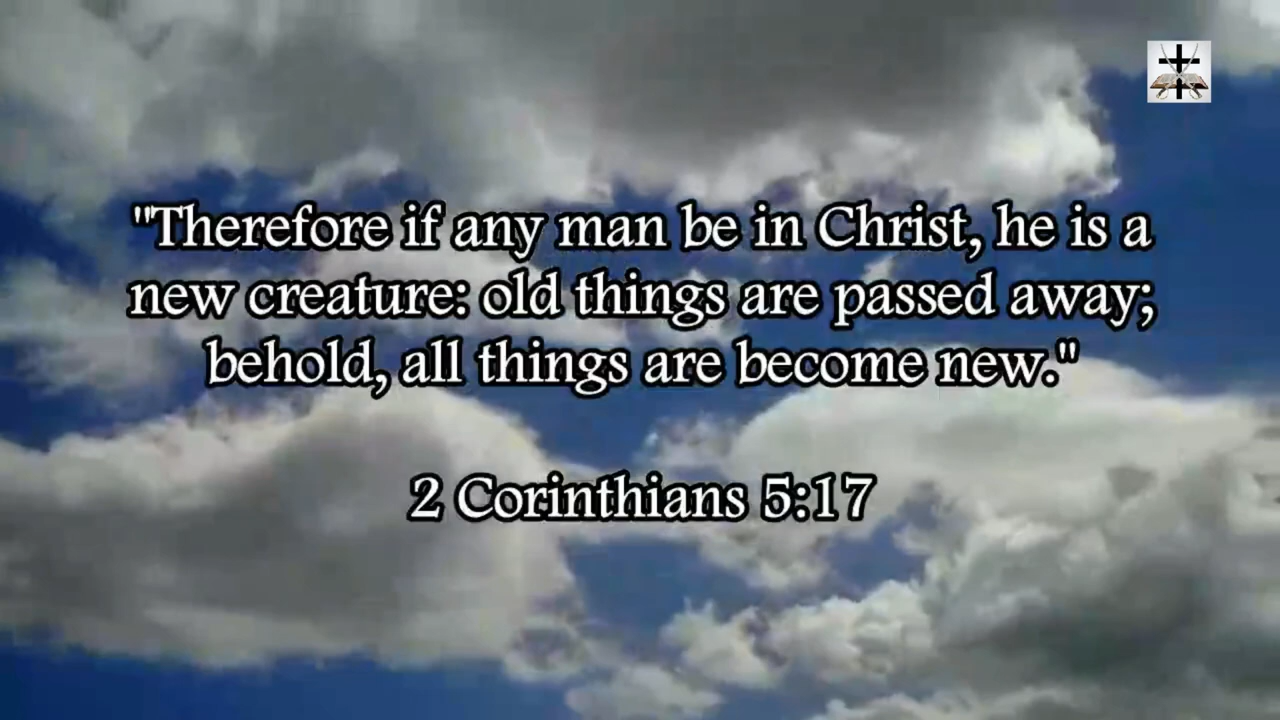 "Therefore if any man be in Christ, he is a
new creature: old things are passed away;
behold, all things are become new."
2 Corinthians 5:17